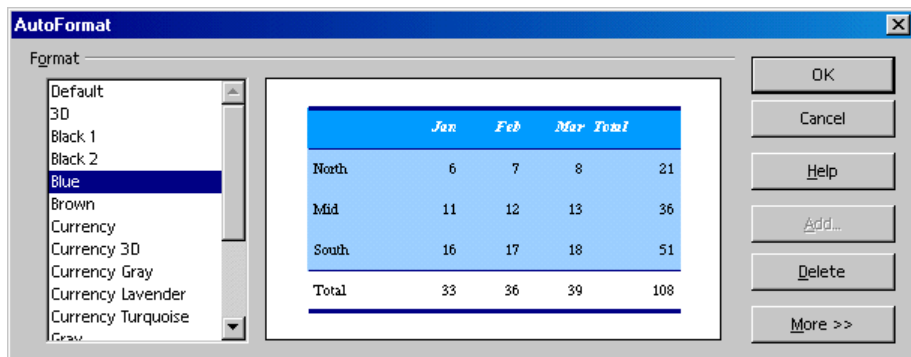 AutoFormat
Format
Default
3D
Black 1
Black 2
Blue
Brown
Currency
Currency 3D
Currency Gray
Currency Lavender
Currency Turquoise
Gray
Jan Feb Mar Total
North 6 7 8 21
Mid 11 12 13 36
South 16 17 18 51
Total 33 36 39 108
OK
Cancel
Help
Add...
Delete
More >>